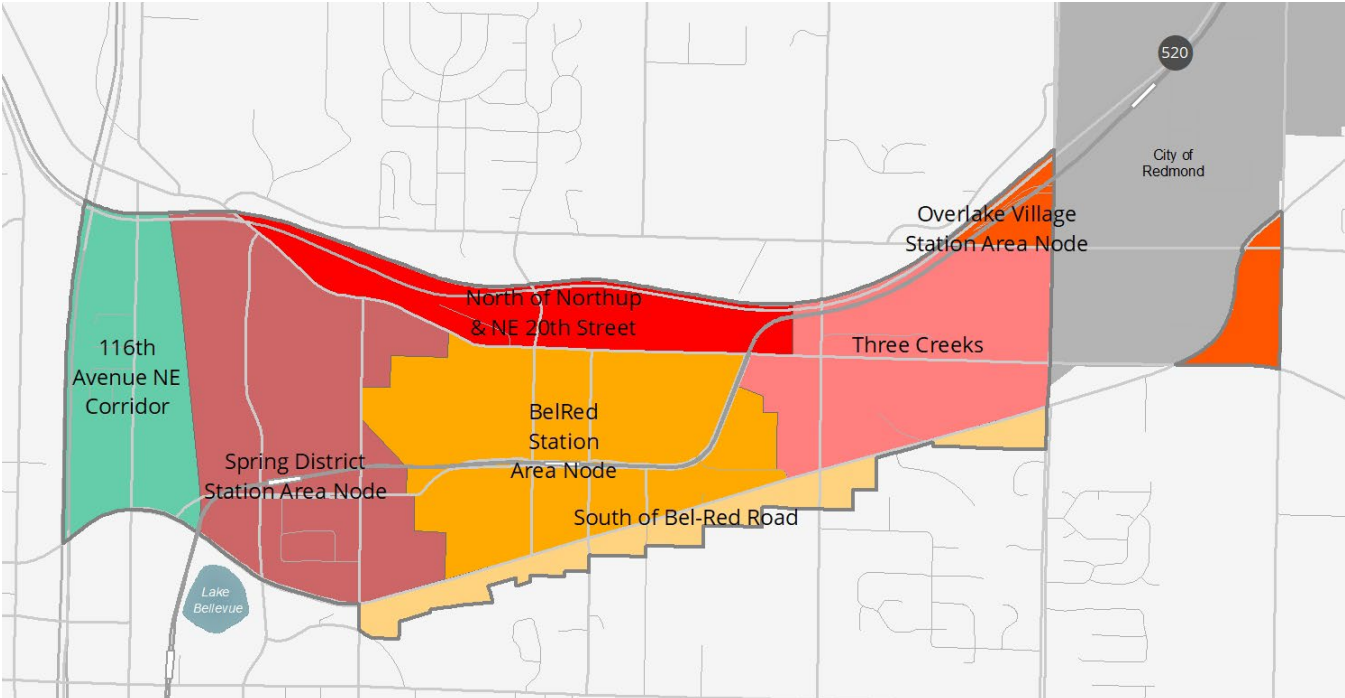 520
City of
Redmond
Overlake Village
Station Area Node
North of Northup
& NE 20th Street
Three Creeks
116th
Avenue NE
Corridor
BelRed
Station
Area Node
Spring District
Station Area Node
South of Bel-Red Road
Lake
Bellevue